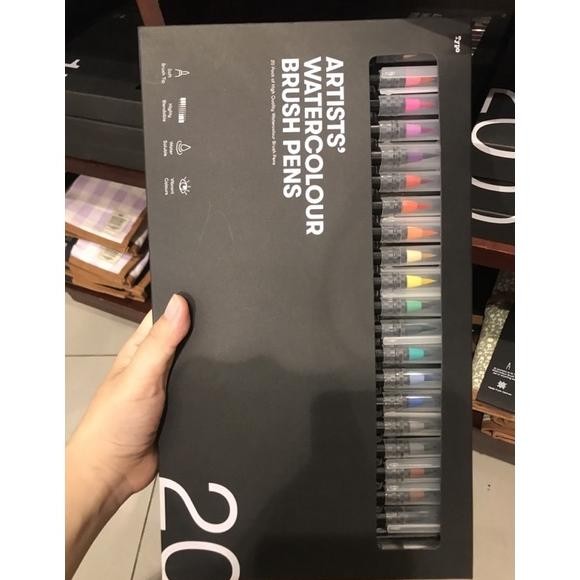 typo
ARTISTS'
WATERCOLOUR
BRUSH PENS
20 Pack of High Quality Watercolour Brush Pens
Soft
Brush Tip
Highly
Blendable
Water
Soluble
Vibrant
Colours
20